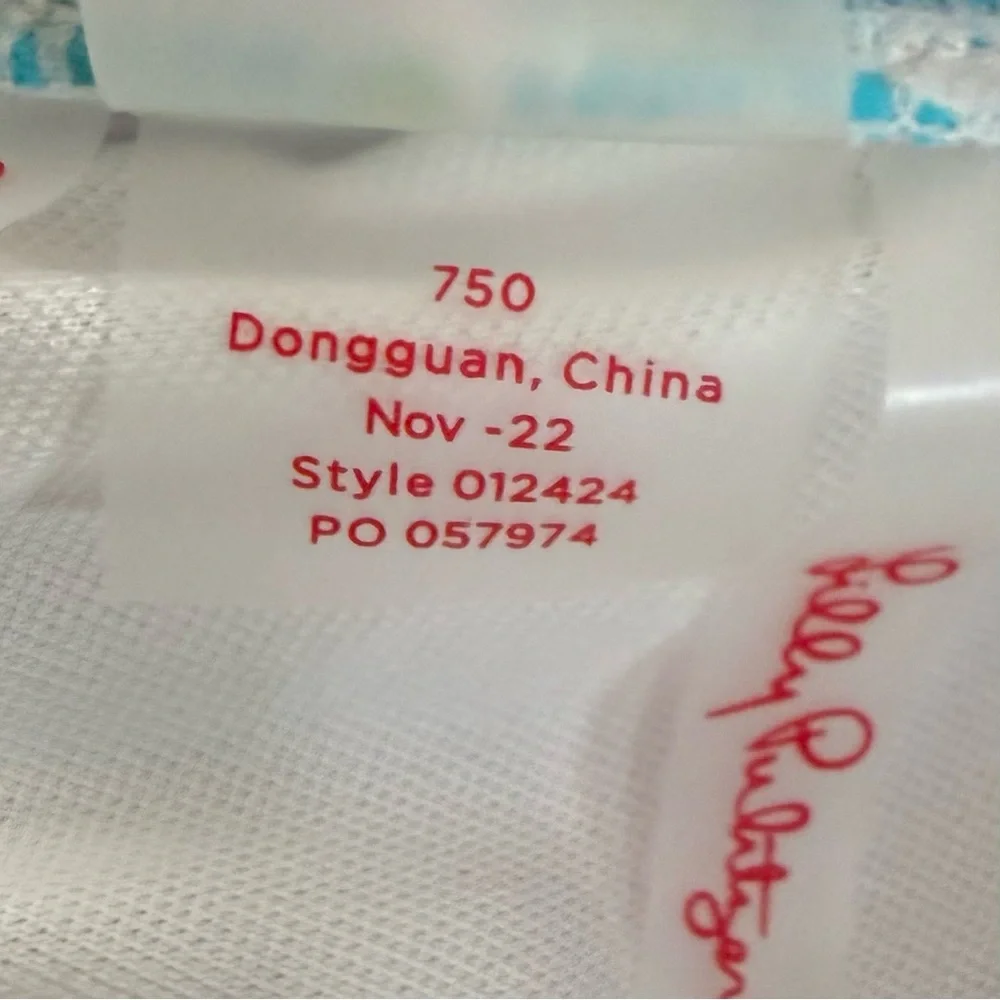 750
Dongguan, China
Nov -22
Style 012424
PO 057974
Lilly Pulitzer